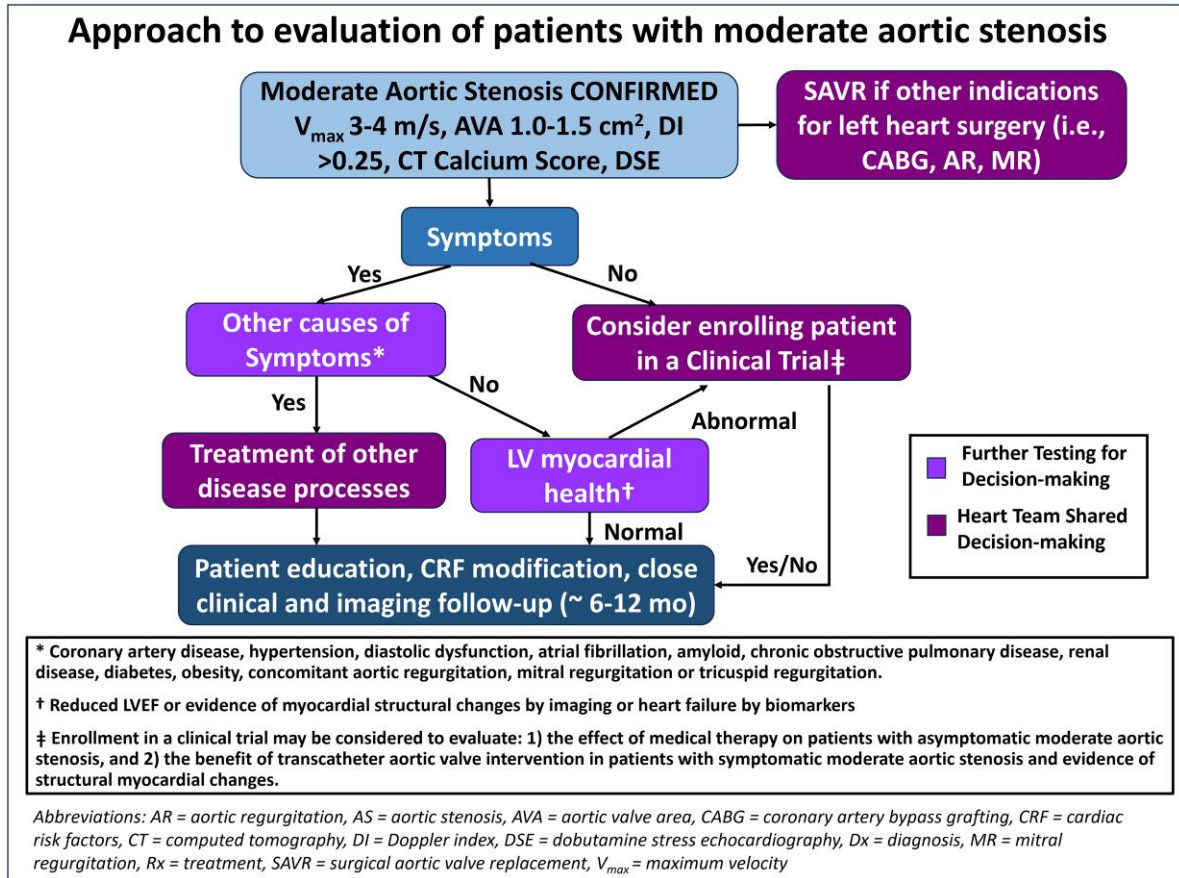 Approach to evaluation of patients with moderate aortic stenosis
Moderate Aortic Stenosis CONFIRMED
Vmax 3-4 m/s, AVA 1.0-1.5 cm², DI
>0.25, CT Calcium Score, DSE
SAVR if other indications
for left heart surgery (i.e.,
CABG, AR, MR)
Symptoms
Yes
No
Other causes of
Symptoms*
Consider enrolling patient
in a Clinical Trial‡
Yes
No
Abnormal
Treatment of other
disease processes
LV myocardial
health†
Further Testing for
Decision-making
Heart Team Shared
Decision-making
Normal
Yes/No
Patient education, CRF modification, close
clinical and imaging follow-up (~ 6-12 mo)
* Coronary artery disease, hypertension, diastolic dysfunction, atrial fibrillation, amyloid, chronic obstructive pulmonary disease, renal
disease, diabetes, obesity, concomitant aortic regurgitation, mitral regurgitation or tricuspid regurgitation.
† Reduced LVEF or evidence of myocardial structural changes by imaging or heart failure by biomarkers
‡ Enrollment in a clinical trial may be considered to evaluate: 1) the effect of medical therapy on patients with asymptomatic moderate aortic
stenosis, and 2) the benefit of transcatheter aortic valve intervention in patients with symptomatic moderate aortic stenosis and evidence of
structural myocardial changes.
Abbreviations: AR = aortic regurgitation, AS = aortic stenosis, AVA = aortic valve area, CABG = coronary artery bypass grafting, CRF = cardiac
risk factors, CT = computed tomography, DI = Doppler index, DSE = dobutamine stress echocardiography, Dx = diagnosis, MR = mitral
regurgitation, Rx = treatment, SAVR = surgical aortic valve replacement, Vmax = maximum velocity